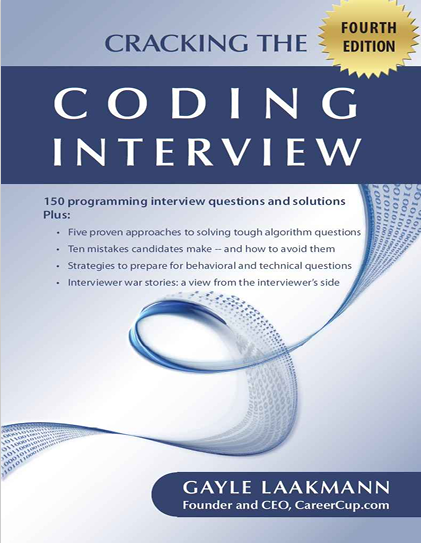 CRACKING THE
FOURTH
EDITION
CODING
INTERVIEW
150 programming interview questions and solutions
Plus:
• Five proven approaches to solving tough algorithm questions
• Ten mistakes candidates make -- and how to avoid them
• Strategies to prepare for behavioral and technical questions
• Interviewer war stories: a view from the interviewer's side
GAYLE LAAKMANN
Founder and CEO, CareerCup.com